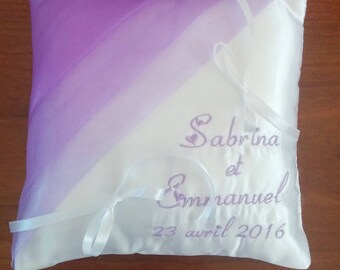 Sabrina
et
Emmanuel
23 avril 2016